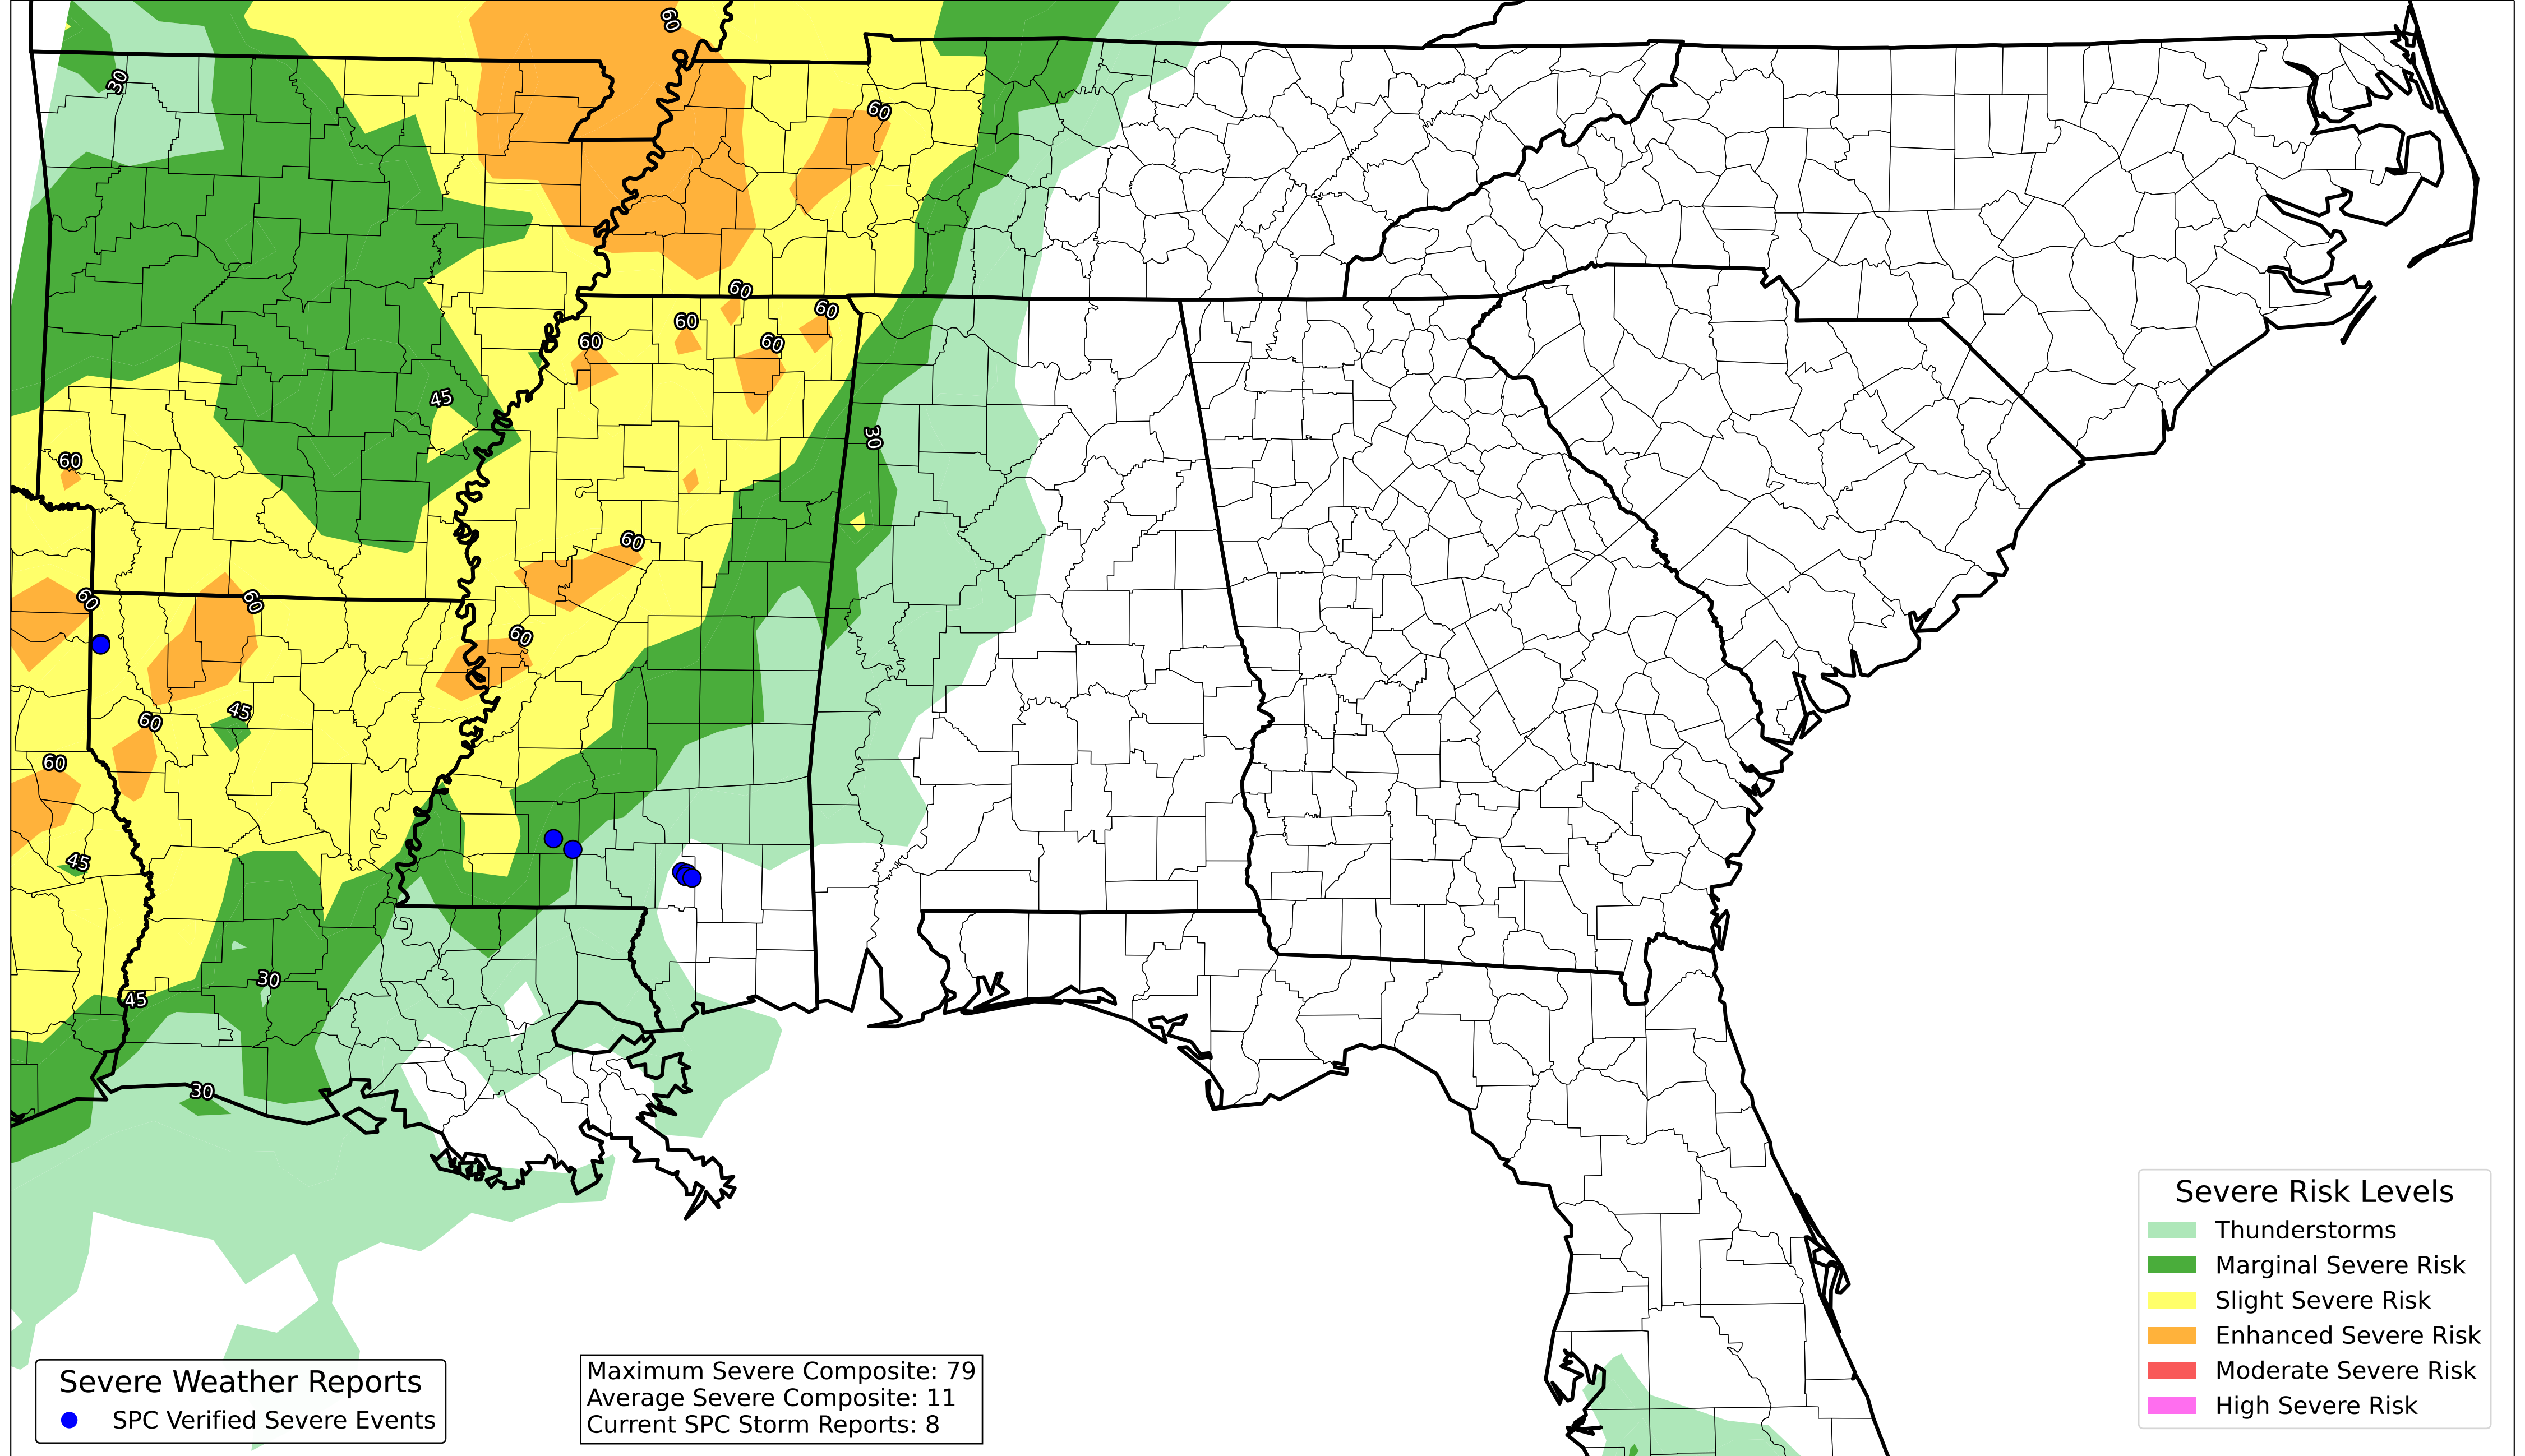 60
30
60
60
60
60
60
60
45
30
60
60
60
60
60
45
60
60
45
30
45
30
Severe Risk Levels
Thunderstorms
Marginal Severe Risk
Slight Severe Risk
Enhanced Severe Risk
Moderate Severe Risk
High Severe Risk
Severe Weather Reports
SPC Verified Severe Events
Maximum Severe Composite: 79
Average Severe Composite: 11
Current SPC Storm Reports: 8